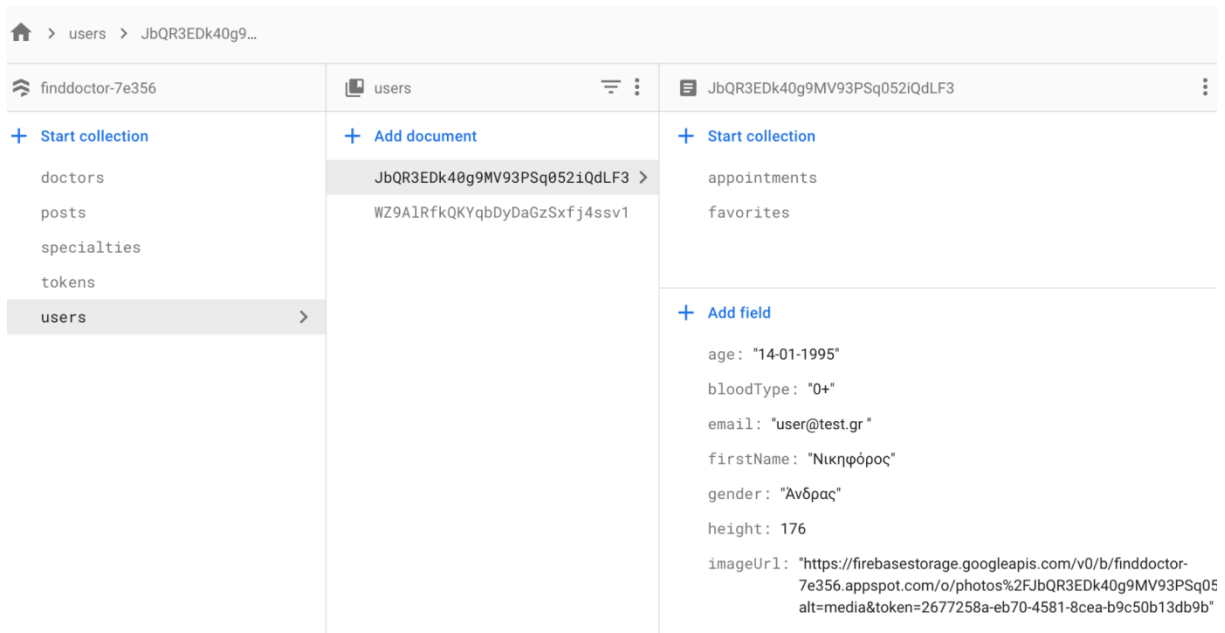 users JbQR3EDk40g9...
finddoctor-7e356
Start collection
doctors
posts
specialties
tokens
users
users
Add document
JbQR3EDk40g9MV93PSq052iQdLF3
WZ9AlRfkQKYqbDyDaGzSxfj4ssv1
JbQR3EDk40g9MV93PSq052iQdLF3
Start collection
appointments
favorites
Add field
age: "14-01-1995"
bloodType: "0+"
email: "user@test.gr "
firstName: "Νικηφόρος"
gender: "Άνδρας"
height: 176
imageUrl: "https://firebasestorage.googleapis.com/v0/b/finddoctor-
7e356.appspot.com/o/photos%2FJbQR3EDk40g9MV93PSq05
alt=media&token=2677258a-eb70-4581-8cea-b9c50b13db9b"